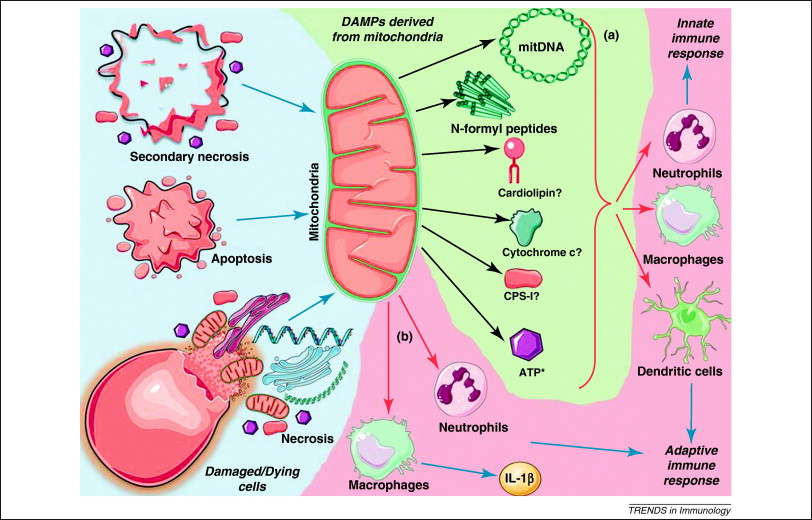 DAMPs derived
from mitochondria
mitDNA
(a)
Innate
immune
response
N-formyl peptides
Secondary necrosis
Mitochondria
Cardiolipin?
Neutrophils
Apoptosis
Cytochrome c?
Macrophages
CPS-I?
(b)
ATP*
Dendritic cells
Neutrophils
Necrosis
Damaged/Dying
cells
Macrophages
IL-1β
Adaptive
immune
response
TRENDS in Immunology